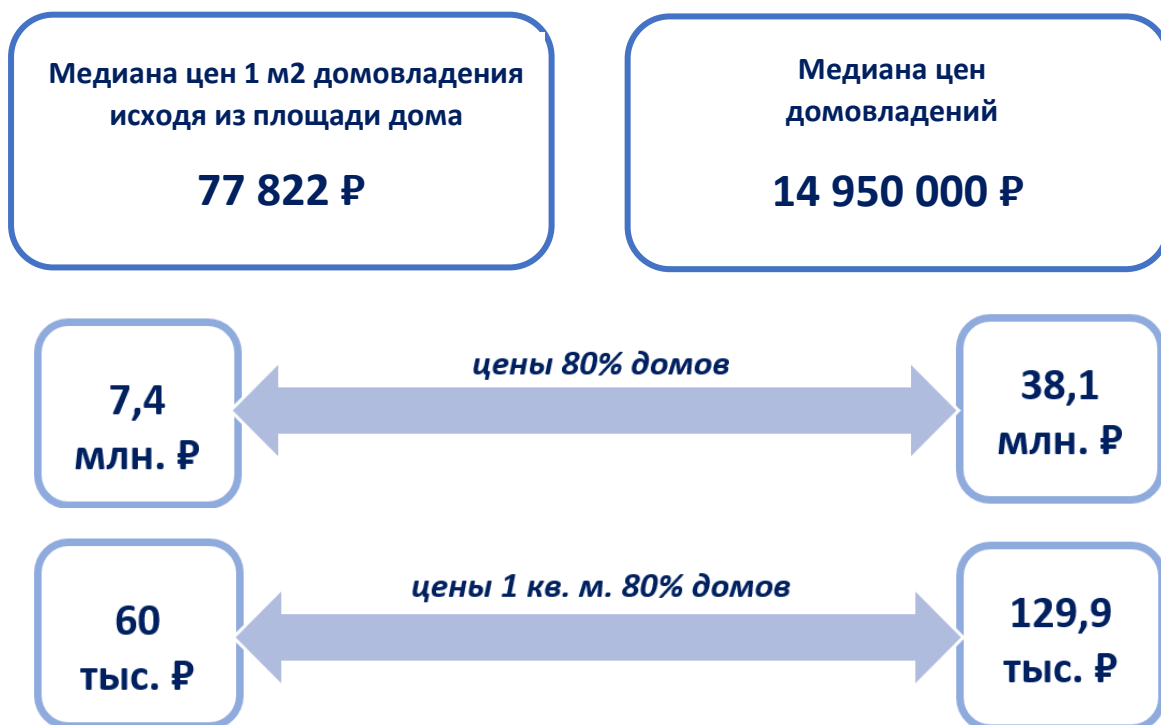 Медиана цен 1 м2 домовладения
исходя из площади дома
77 822 ₽
Медиана цен
домовладений
14 950 000 ₽
цены 80% домов
7,4
млн. ₽
38,1
млн. ₽
цены 1 кв. м. 80% домов
60
тыс. ₽
129,9
тыс. ₽